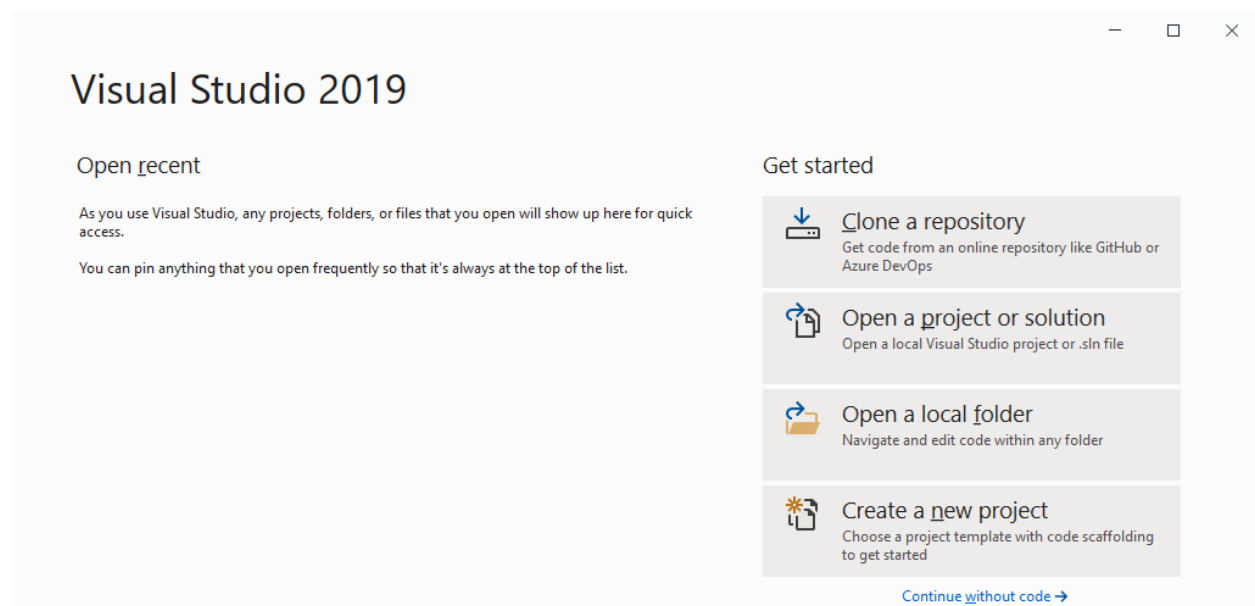 Visual Studio 2019
Open recent
As you use Visual Studio, any projects, folders, or files that you open will show up here for quick
access.
You can pin anything that you open frequently so that it's always at the top of the list.
Get started
Clone a repository
Get code from an online repository like GitHub or
Azure DevOps
Open a project or solution
Open a local Visual Studio project or .sln file
Open a local folder
Navigate and edit code within any folder
Create a new project
Choose a project template with code scaffolding
to get started
Continue without code →